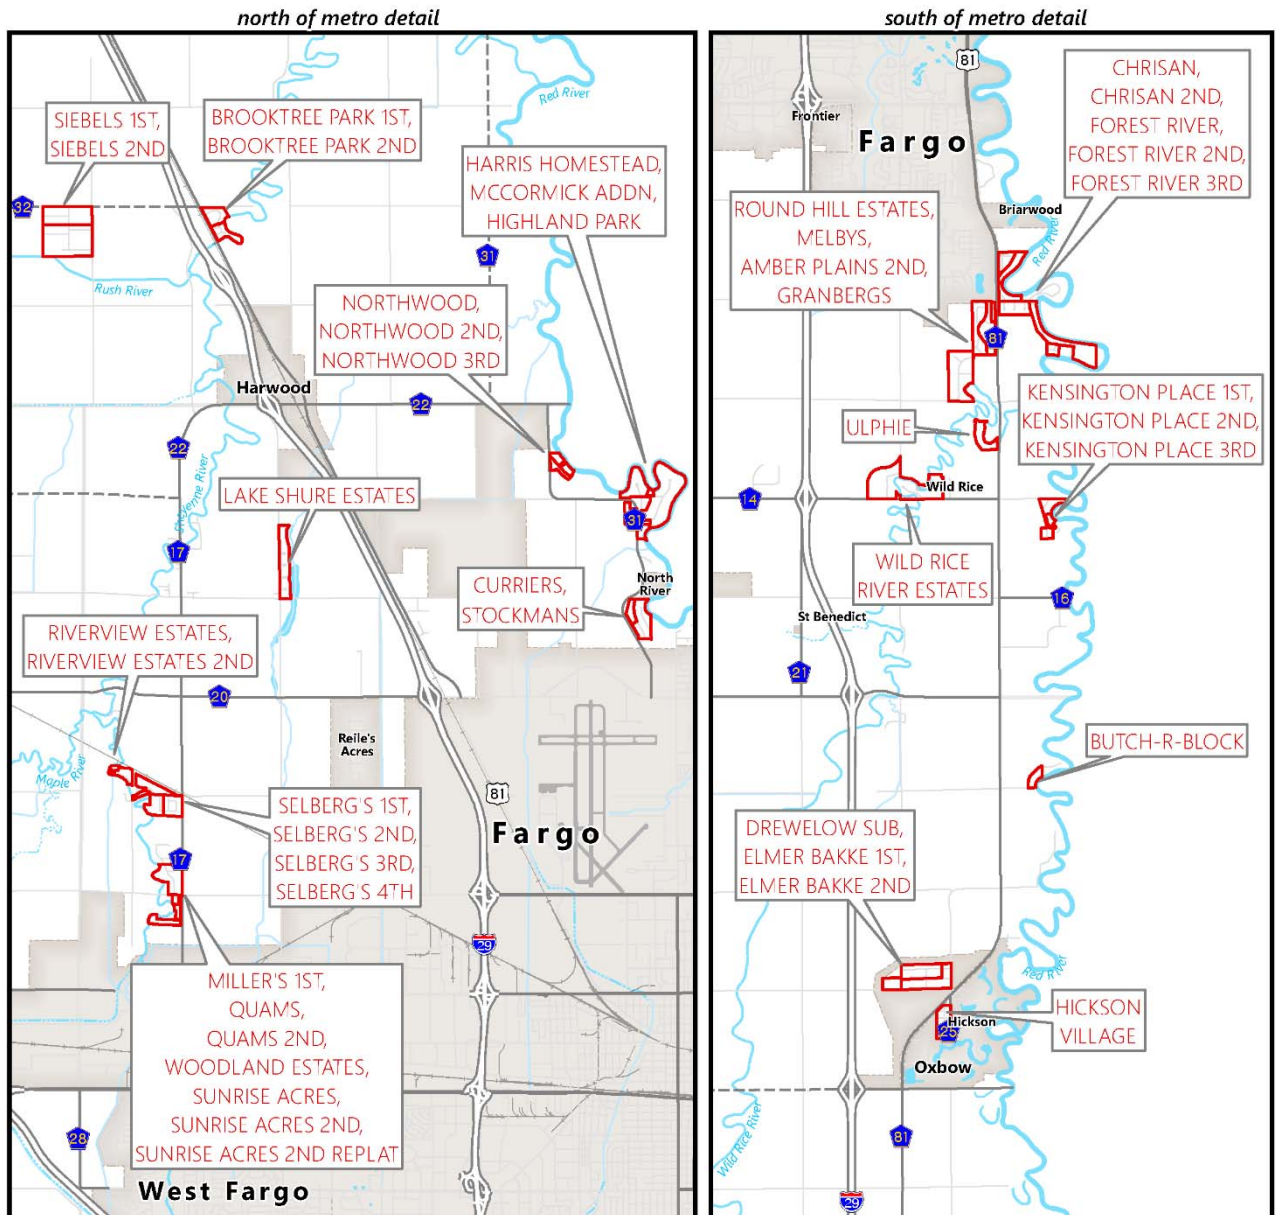 north of metro detail
Red River
SIEBELS 1ST,
SIEBELS 2ND
BROOKTREE PARK 1ST,
BROOKTREE PARK 2ND
HARRIS HOMESTEAD,
MCCORMICK ADDN,
HIGHLAND PARK
32
31
Rush River
NORTHWOOD,
NORTHWOOD 2ND,
NORTHWOOD 3RD
Harwood
22
22
Sheyenne River
LAKE SHURE ESTATES
31
17
CURRIERS,
STOCKMANS
North
River
RIVERVIEW ESTATES,
RIVERVIEW ESTATES 2ND
20
Reile's
Acres
Maple River
81
SELBERG'S 1ST,
SELBERG'S 2ND,
SELBERG'S 3RD,
SELBERG'S 4TH
Fargo
17
29
MILLER'S 1ST,
QUAMS,
QUAMS 2ND,
WOODLAND ESTATES,
SUNRISE ACRES,
SUNRISE ACRES 2ND,
SUNRISE ACRES 2ND REPLAT
28
West Fargo
south of metro detail
81
CHRISAN,
CHRISAN 2ND,
FOREST RIVER,
FOREST RIVER 2ND,
FOREST RIVER 3RD
Frontier
Fargo
ROUND HILL ESTATES,
MELBYS,
AMBER PLAINS 2ND,
GRANBERGS
Briarwood
Red River
81
KENSINGTON PLACE 1ST,
KENSINGTON PLACE 2ND,
KENSINGTON PLACE 3RD
ULPHIE
Wild Rice
14
WILD RICE
RIVER ESTATES
16
St Benedict
21
BUTCH-R-BLOCK
DREWELOW SUB,
ELMER BAKKE 1ST,
ELMER BAKKE 2ND
Red River
HICKSON
VILLAGE
Hickson
25
Oxbow
Wild Rice River
81
29